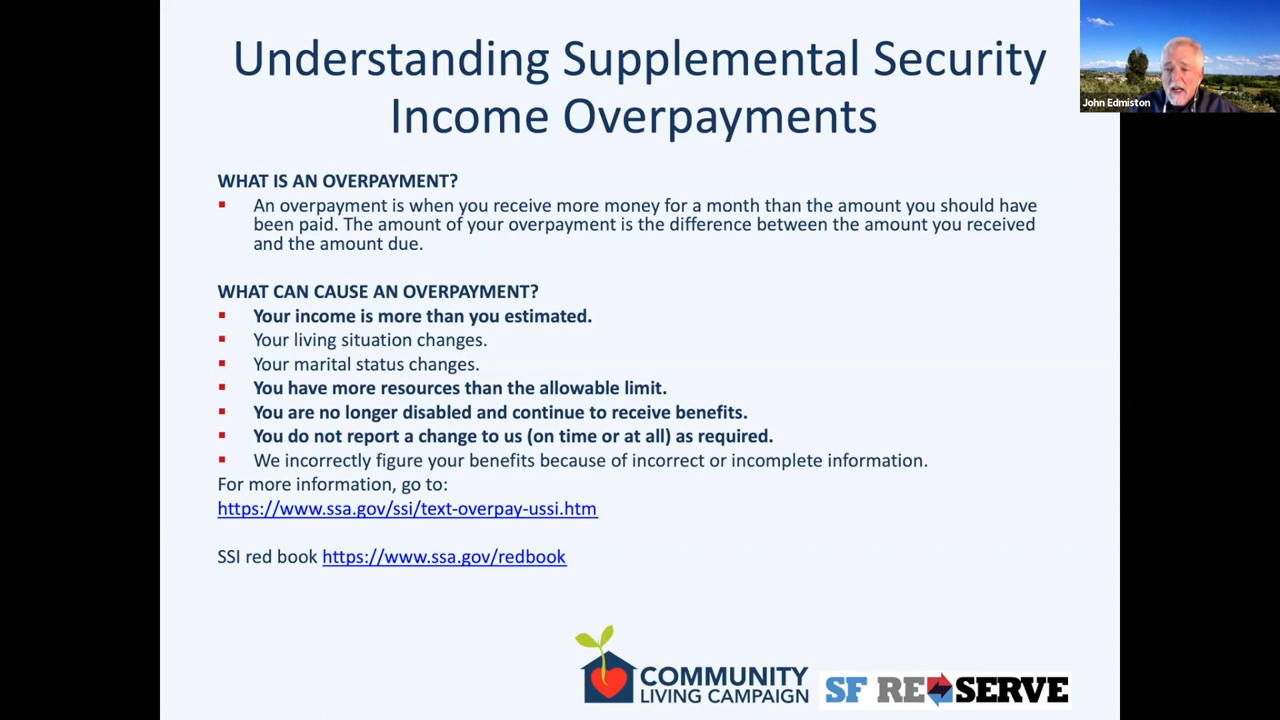 Understanding Supplemental Security
Income Overpayments
John Edmiston
WHAT IS AN OVERPAYMENT?
▪ An overpayment is when you receive more money for a month than the amount you should have
been paid. The amount of your overpayment is the difference between the amount you received
and the amount due.
WHAT CAN CAUSE AN OVERPAYMENT?
▪ Your income is more than you estimated.
▪ Your living situation changes.
▪ Your marital status changes.
▪ You have more resources than the allowable limit.
▪ You are no longer disabled and continue to receive benefits.
▪ You do not report a change to us (on time or at all) as required.
▪ We incorrectly figure your benefits because of incorrect or incomplete information.
For more information, go to:
https://www.ssa.gov/ssi/text-overpay-ussi.htm
SSI red book https://www.ssa.gov/redbook
COMMUNITY
LIVING CAMPAIGN
SF RE SERVE